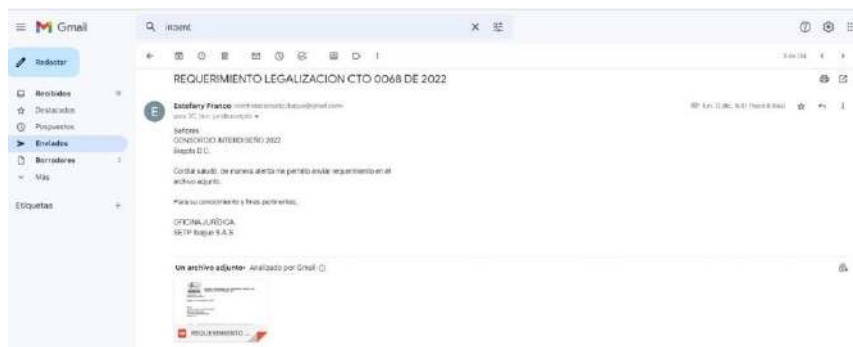 Gmail
Redactar
Recibidos
Destacados
Pospuestos
Enviados
Borradores
Más
Etiquetas
REQUERIMIENTO LEGALIZACION CTO 0068 DE 2022
Estefany Franco
Señores
CONSORCIO INTERDISEÑO 2022
Bogotá D.C.
Cordial saludo, de manera atenta me permito enviar requerimiento en el
archivo adjunto.
Para su conocimiento y fines pertinentes,
OFICINA JURÍDICA
SETP Ibague S.A.S
Un archivo adjunto • Analizado por Gmail
REQUERIMIENTO ...